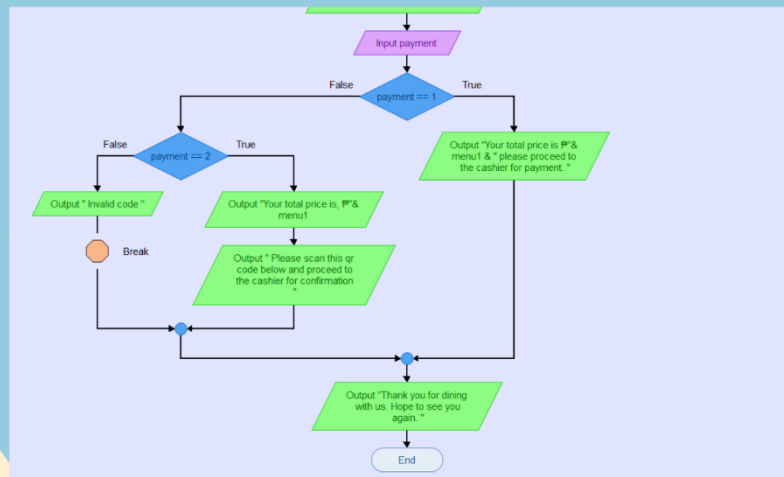 Input payment
False
True
payment == 1
False
True
payment == 2
Output "Your total price is ₱"&
menu1 & " please proceed to
the cashier for payment. "
Output " Invalid code "
Output "Your total price is, ₱"&
menu1
Break
Output " Please scan this qr
code below and proceed to
the cashier for confirmation
"
Output "Thank you for dining
with us. Hope to see you
again. "
End